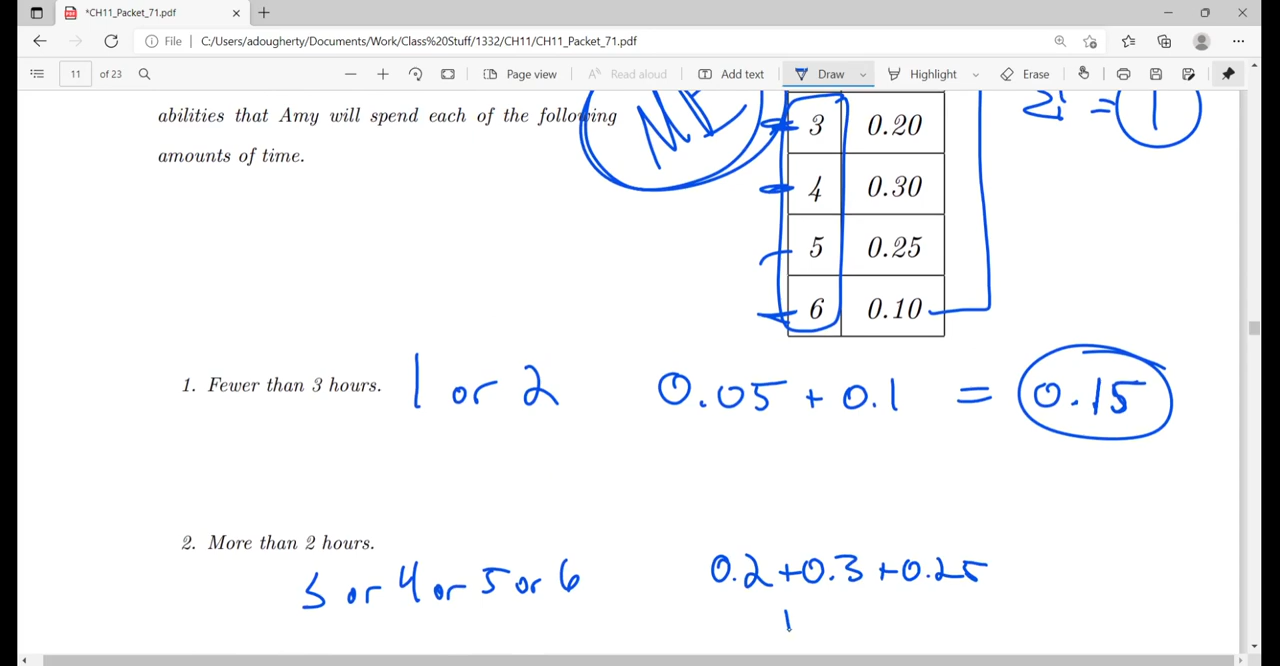 *CH11_Packet_71.pdf
File C:/Users/adougherty/Documents/Work/Class%20Stuff/1332/CH11/CH11_Packet_71.pdf
11 of 23 Page view Read aloud Add text Draw Highlight Erase
abilities that Amy will spend each of the following
amounts of time.
ME
= 1
3 0.20
4 0.30
5 0.25
6 0.10
1. Fewer than 3 hours. 1 or 2 0.05 + 0.1 = 0.15
2. More than 2 hours.
3 or 4 or 5 or 6 0.2+0.3+0.25